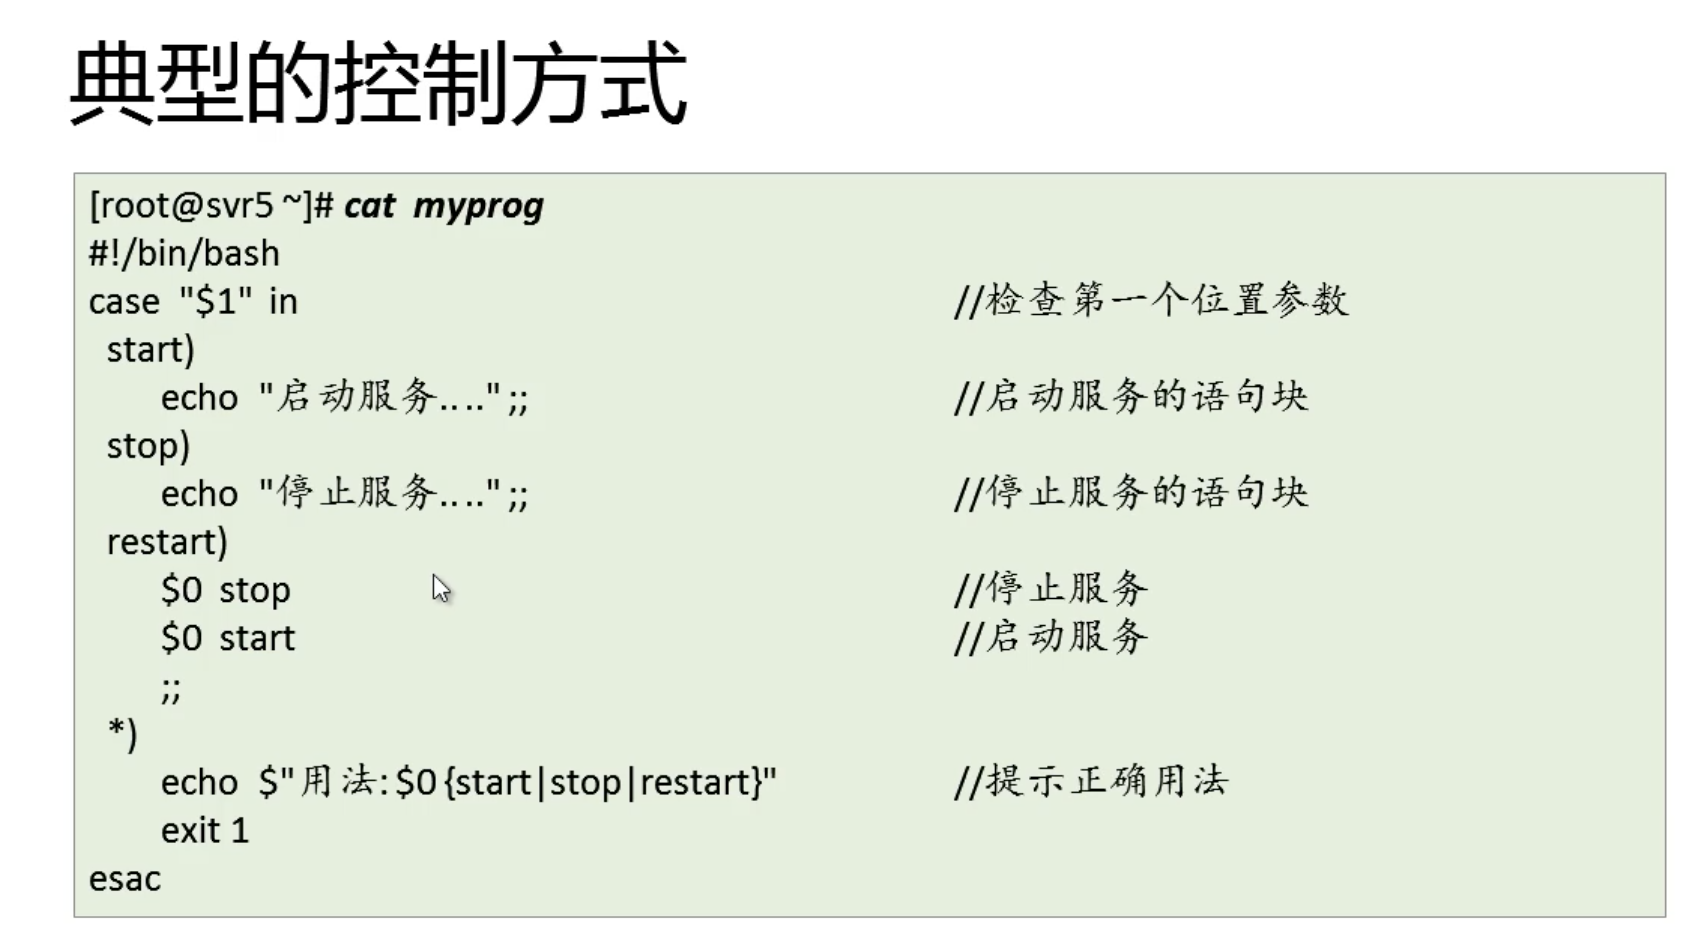 典型的控制方式
[root@svr5 ~]# cat myprog
#!/bin/bash
case "$1" in //检查第一个位置参数
start)
echo "启动服务...." ;; //启动服务的语句块
stop)
echo "停止服务...." ;; //停止服务的语句块
restart)
$0 stop //停止服务
$0 start //启动服务
;;
*)
echo $"用法: $0 {start|stop|restart}" //提示正确用法
exit 1
esac